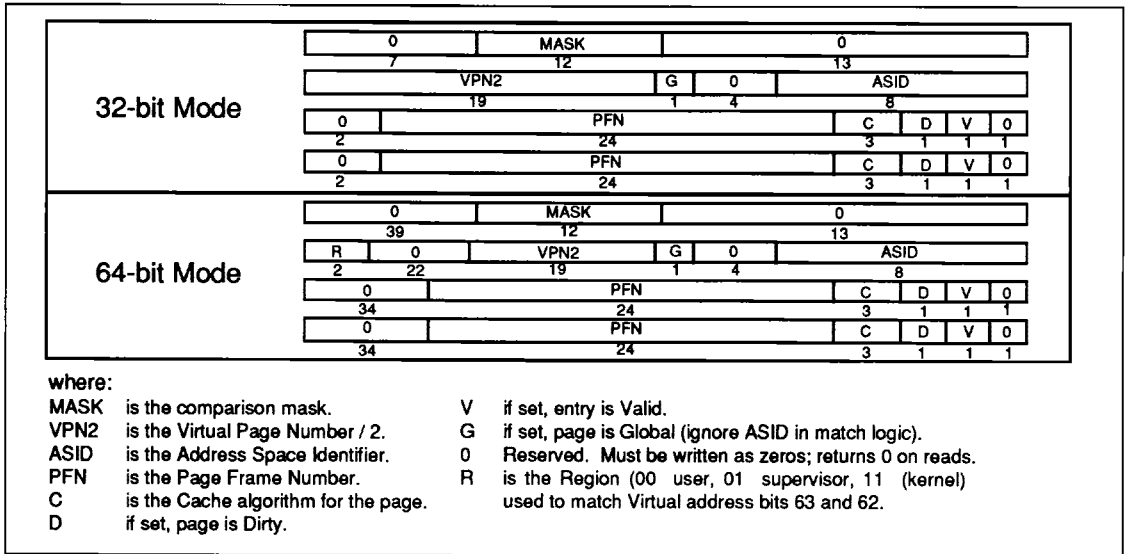 0 MASK 0
7 12 13
VPN2 G 0 ASID
19 1 4 8
32-bit Mode
0 PFN C D V 0
2 24 3 1 1 1
0 PFN C D V 0
2 24 3 1 1 1
0 MASK 0
39 12 13
R 0 VPN2 G 0 ASID
2 22 19 1 4 8
64-bit Mode
0 PFN C D V 0
34 24 3 1 1 1
0 PFN C D V 0
34 24 3 1 1 1
where:
MASK is the comparison mask.
VPN2 is the Virtual Page Number / 2.
ASID is the Address Space Identifier.
PFN is the Page Frame Number.
C is the Cache algorithm for the page.
D if set, page is Dirty.
V if set, entry is Valid.
G if set, page is Global (ignore ASID in match logic).
0 Reserved. Must be written as zeros; returns 0 on reads.
R is the Region (00 user, 01 supervisor, 11 (kernel)
used to match Virtual address bits 63 and 62.